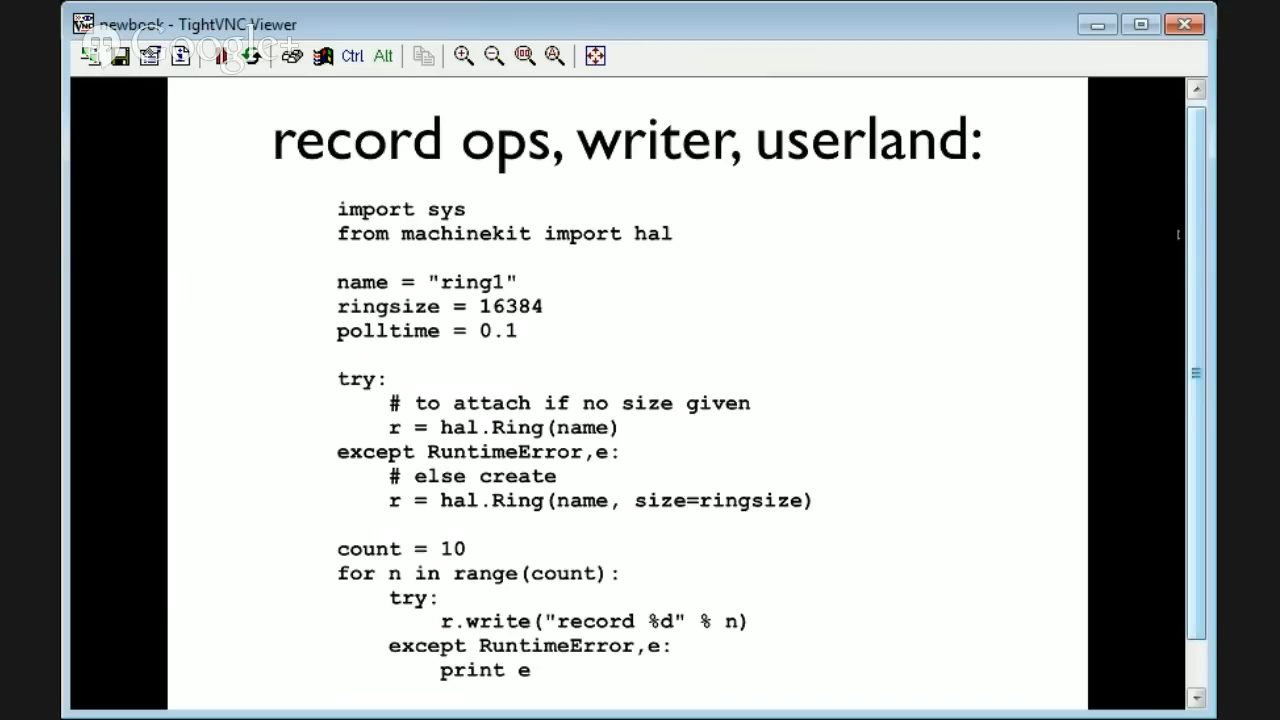 newbook - TightVNC Viewer
Google+
Ctrl Alt
record ops, writer, userland:
import sys
from machinekit import hal
name = "ring1"
ringsize = 16384
polltime = 0.1
try:
    # to attach if no size given
    r = hal.Ring(name)
except RuntimeError,e:
    # else create
    r = hal.Ring(name, size=ringsize)
count = 10
for n in range(count):
    try:
        r.write("record %d" % n)
    except RuntimeError,e:
        print e